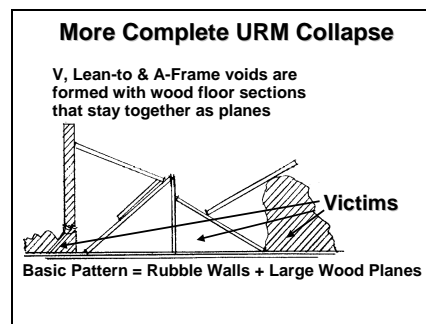 More Complete URM Collapse
V, Lean-to & A-Frame voids are
formed with wood floor sections
that stay together as planes
Victims
Basic Pattern = Rubble Walls + Large Wood Planes